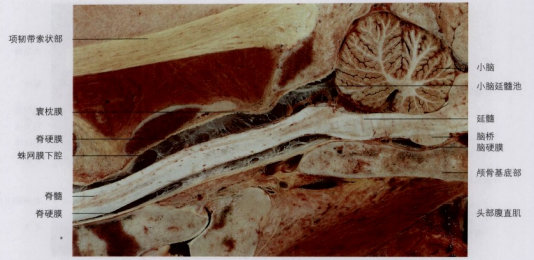 项韧带索状部
寰枕膜
脊硬膜
蛛网膜下腔
脊髓
脊硬膜
小脑
小脑延髓池
延髓
脑桥
脑硬膜
颅骨基底部
头部腹直肌